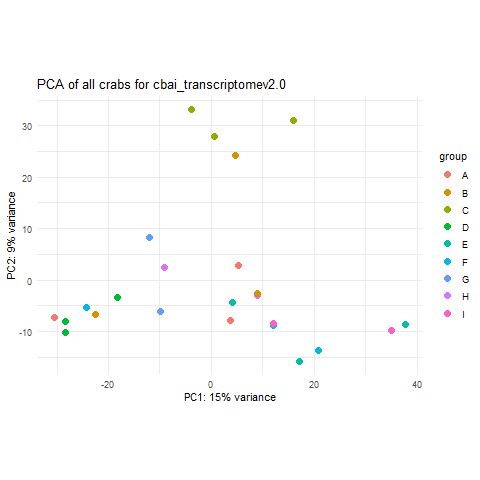 PCA of all crabs for cbai_transcriptomev2.0
30
20
10
0
-10
PC2: 9% variance
-20
0
20
40
PC1: 15% variance
group
A
B
C
D
E
F
G
H
I